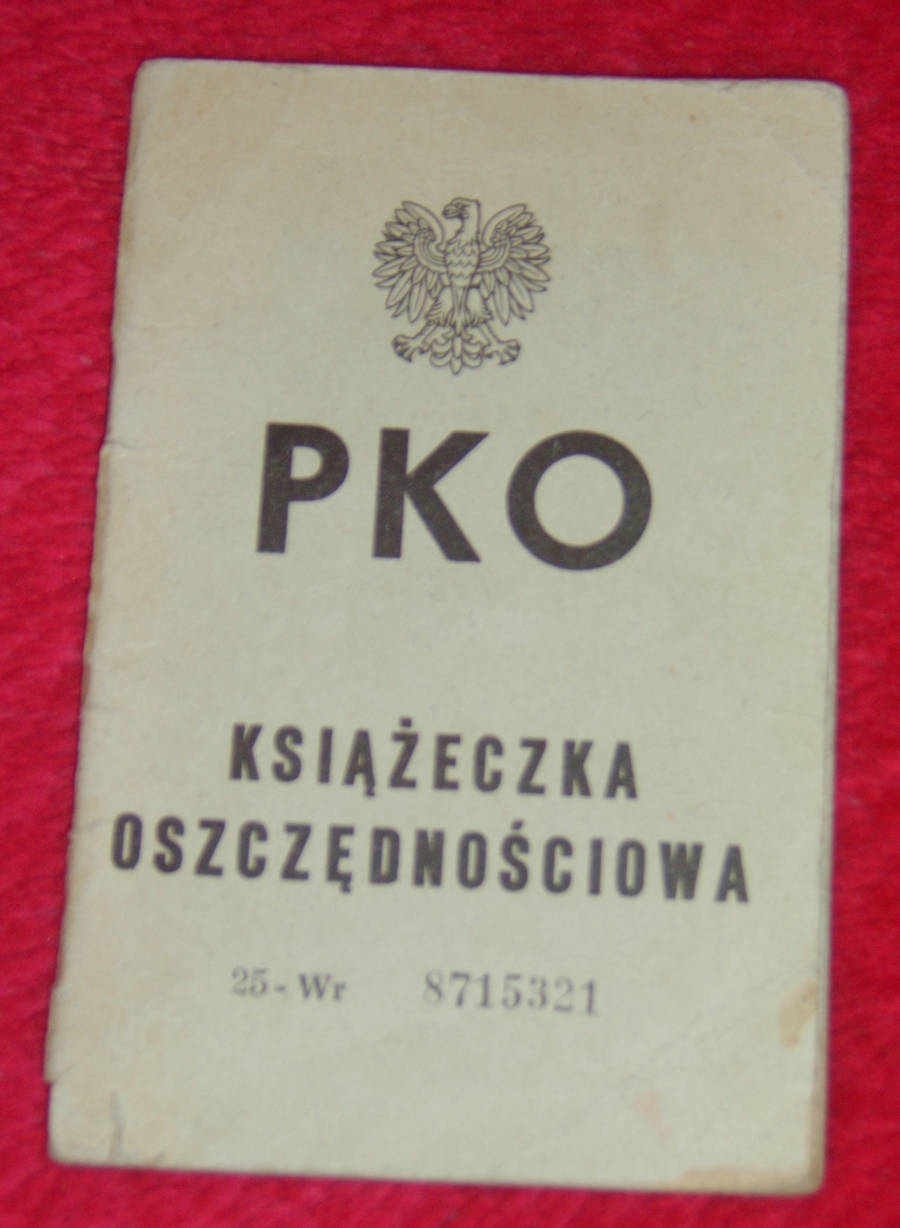 PKO
KSIĄŻECZKA
OSZCZĘDNOŚCIOWA
25-Wr 8715321